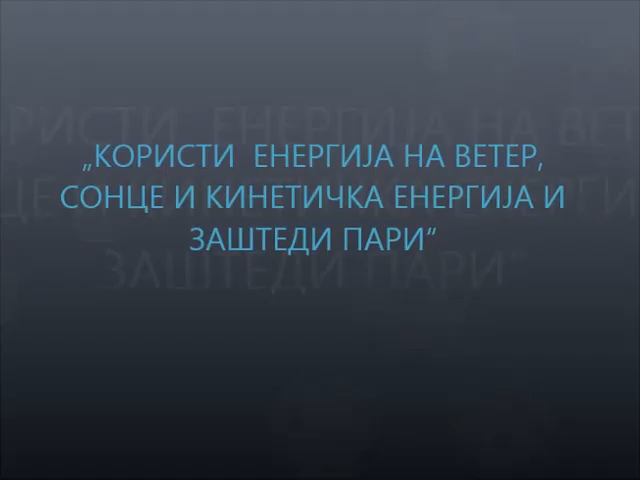 „КОРИСТИ  ЕНЕРГИЈА НА ВЕТЕР,
СОНЦЕ И КИНЕТИЧКА ЕНЕРГИЈА И
ЗАШТЕДИ ПАРИ“